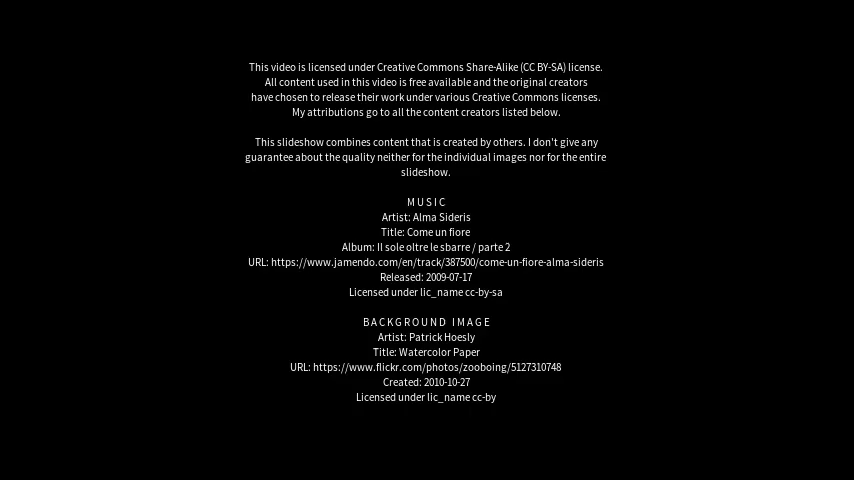 This video is licensed under Creative Commons Share-Alike (CC BY-SA) license.
All content used in this video is free available and the original creators
have chosen to release their work under various Creative Commons licenses.
My attributions go to all the content creators listed below.
This slideshow combines content that is created by others. I don't give any
guarantee about the quality neither for the individual images nor for the entire
slideshow.
MUSIC
Artist: Alma Sideris
Title: Come un fiore
Album: Il sole oltre le sbarre / parte 2
URL: https://www.jamendo.com/en/track/387500/come-un-fiore-alma-sideris
Released: 2009-07-17
Licensed under lic_name cc-by-sa
BACKGROUND IMAGE
Artist: Patrick Hoesly
Title: Watercolor Paper
URL: https://www.flickr.com/photos/zooboing/5127310748
Created: 2010-10-27
Licensed under lic_name cc-by